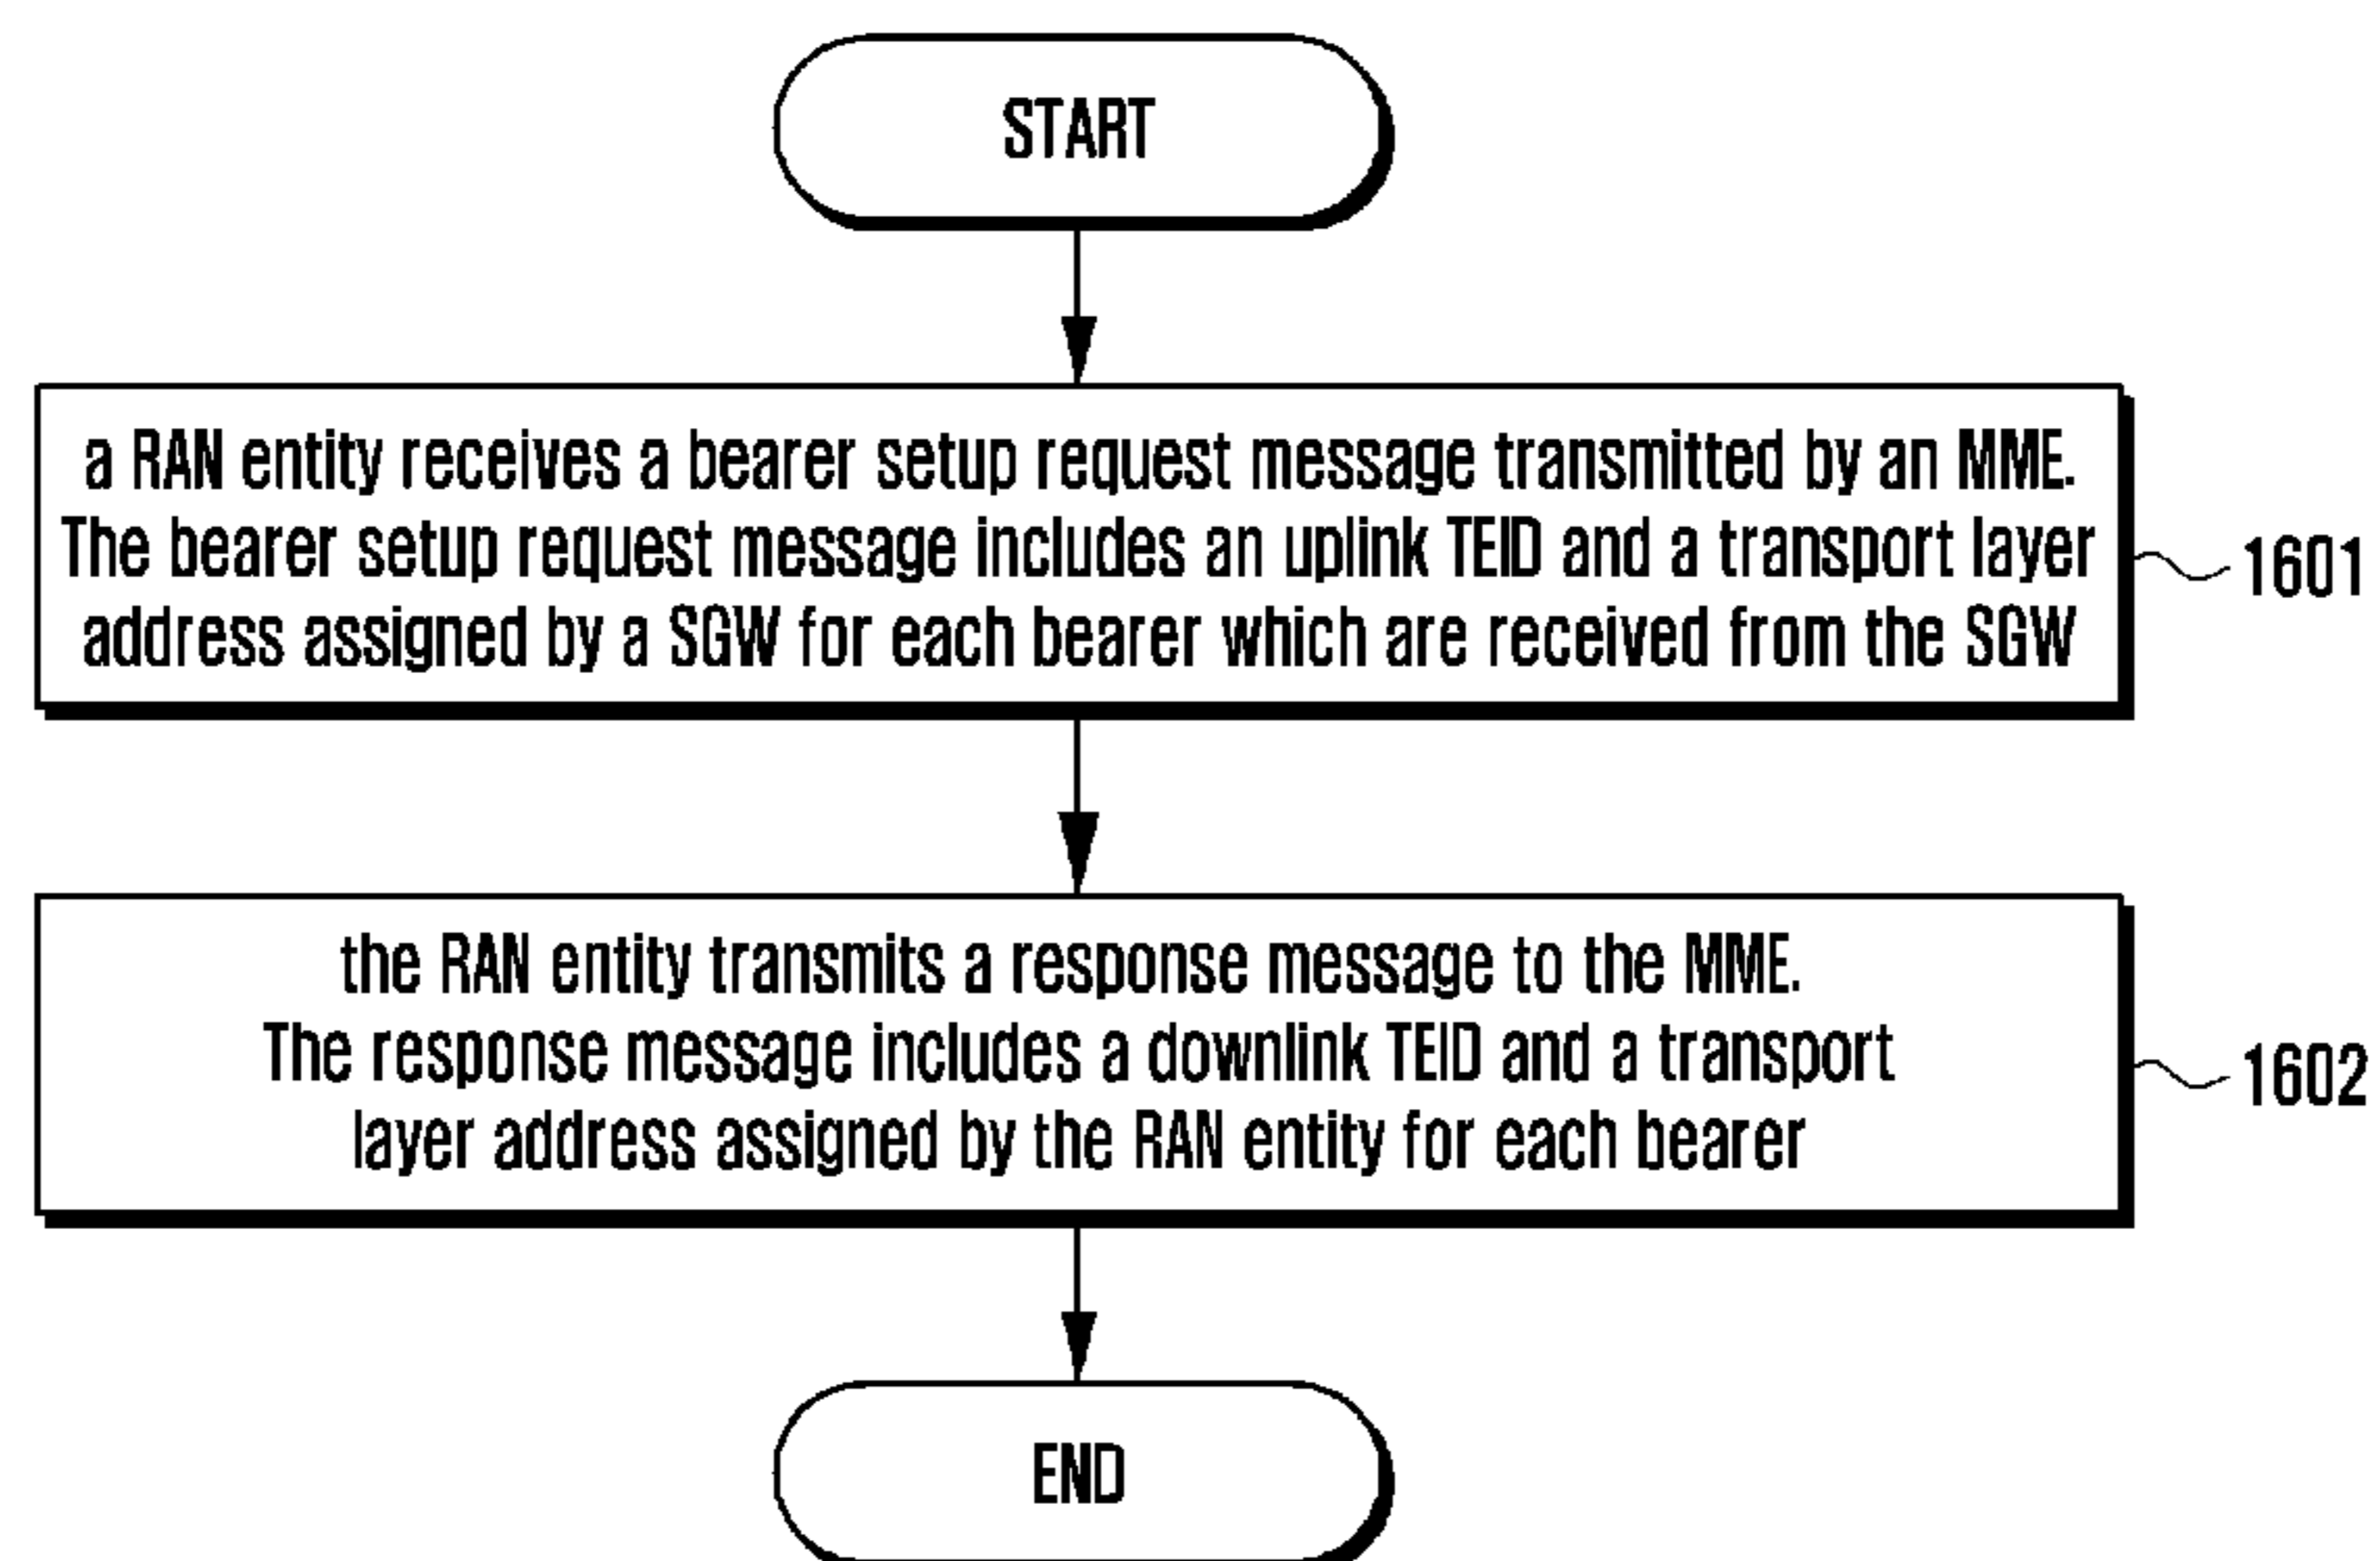 START
a RAN entity receives a bearer setup request message transmitted by an MME.
The bearer setup request message includes an uplink TEID and a transport layer
address assigned by a SGW for each bearer which are received from the SGW
1601
the RAN entity transmits a response message to the MME.
The response message includes a downlink TEID and a transport
layer address assigned by the RAN entity for each bearer
1602
END